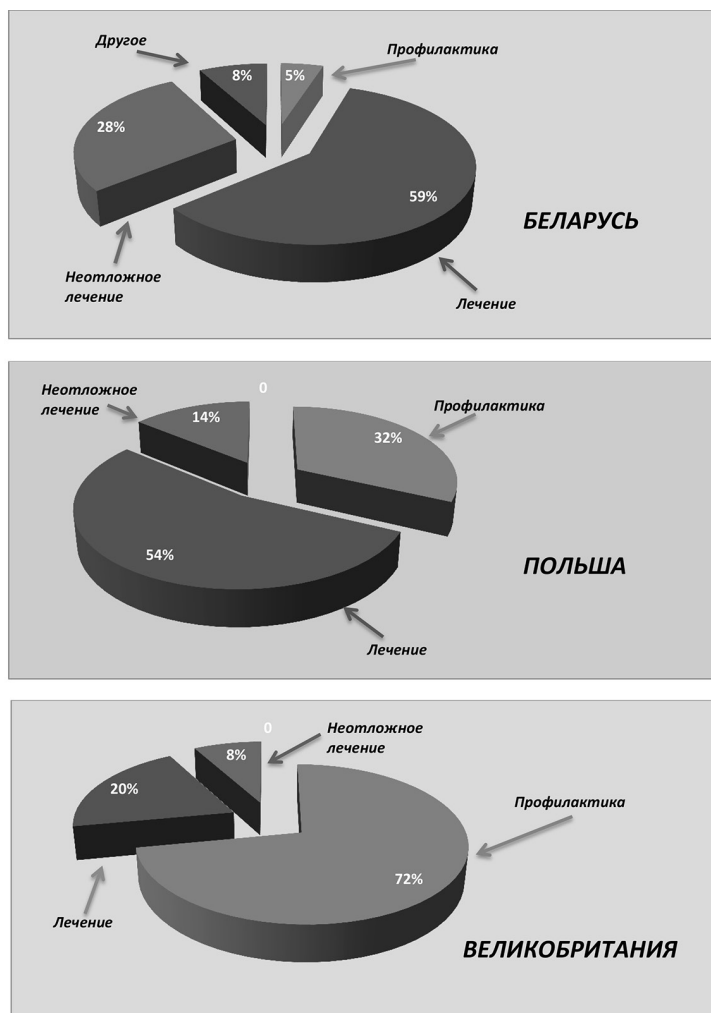 Другое
Профилактика
8%
5%
28%
59%
БЕЛАРУСЬ
Неотложное
лечение
Лечение
Неотложное
лечение
0
Профилактика
14%
32%
54%
ПОЛЬША
Лечение
0
Неотложное
лечение
8%
20%
Профилактика
72%
Лечение
ВЕЛИКОБРИТАНИЯ